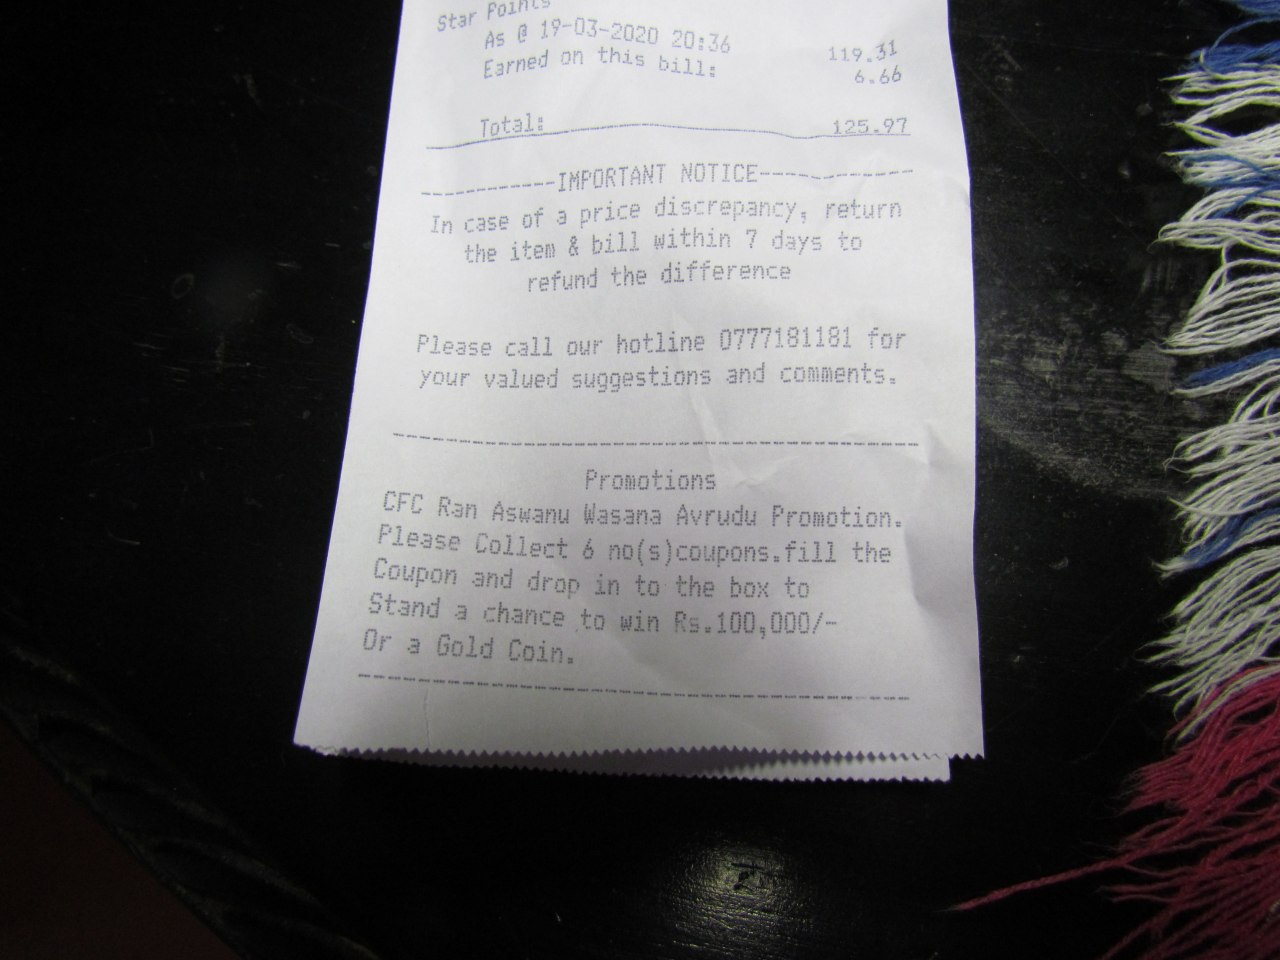 Star Points
As @ 19-03-2020 20:36 119.31
Earned on this bill: 6.66
Total: 125.97
-----------IMPORTANT NOTICE-------------
In case of a price discrepancy, return
the item & bill within 7 days to
refund the difference
Please call our hotline 0777181181 for
your valued suggestions and comments.
Promotions
CFC Ran Aswanu Wasana Avrudu Promotion.
Please Collect 6 no(s)coupons.fill the
Coupon and drop in to the box to
Stand a chance to win Rs.100,000/-
Or a Gold Coin.